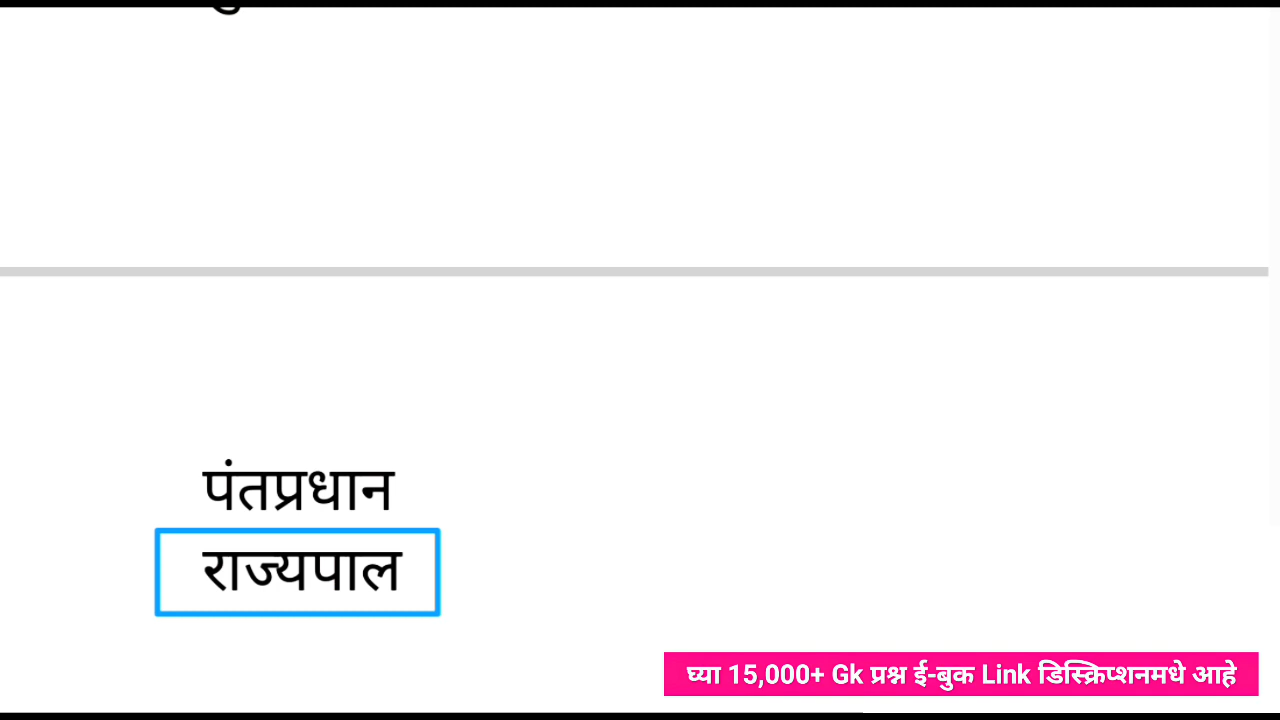 पंतप्रधान
राज्यपाल
घ्या 15,000+ Gk प्रश्न ई-बुक Link डिस्क्रिप्शनमधे आहे